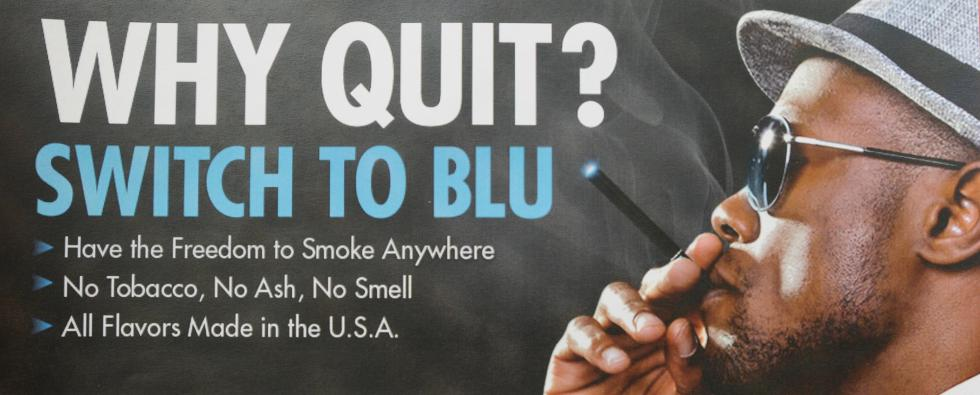 WHY QUIT?
SWITCH TO BLU
Have the Freedom to Smoke Anywhere
No Tobacco, No Ash, No Smell
All Flavors Made in the U.S.A.